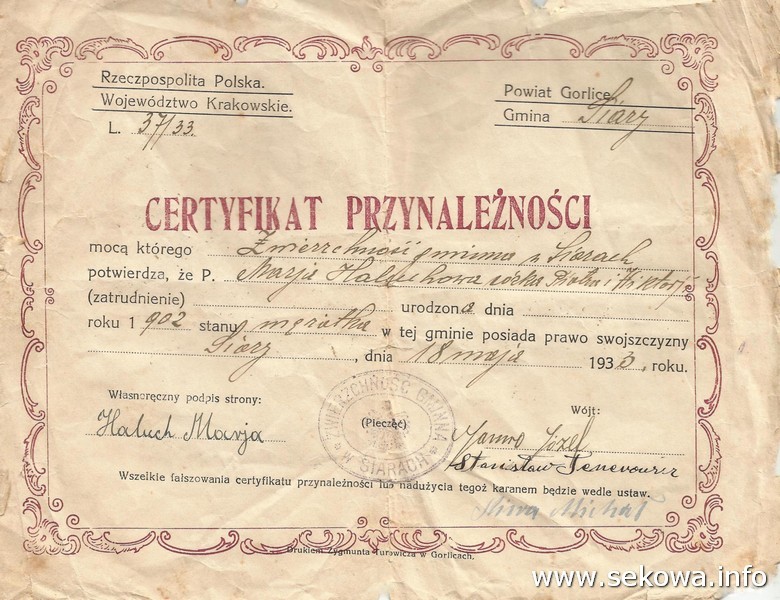 Rzeczpospolita Polska.
Województwo Krakowskie.
L. 37/33.
Powiat Gorlice
Gmina Siary
CERTYFIKAT PRZYNALEŻNOŚCI
mocą którego Zwierzchność gminna w Siarach
potwierdza, że P. Marja Haluchowa córka i Wiktorji
(zatrudnienie) urodzona dnia
roku 1902 stanu mężatka w tej gminie posiada prawo swojszczyzny
Siary, dnia 18 maja 1933. roku.
Własnoręczny podpis strony:
Haluch Marja
(Pieczęć)
ZWIERZCHNOŚĆ GMINNA
W SIARACH
Wójt:
Józef
Stanisław
Wszelkie fałszowania certyfikatu przynależności lub nadużycia tegoż karanem będzie wedle ustaw.
Michał
Drukiem Zygmunta Turowicza w Gorlicach.
www.sekowa.info